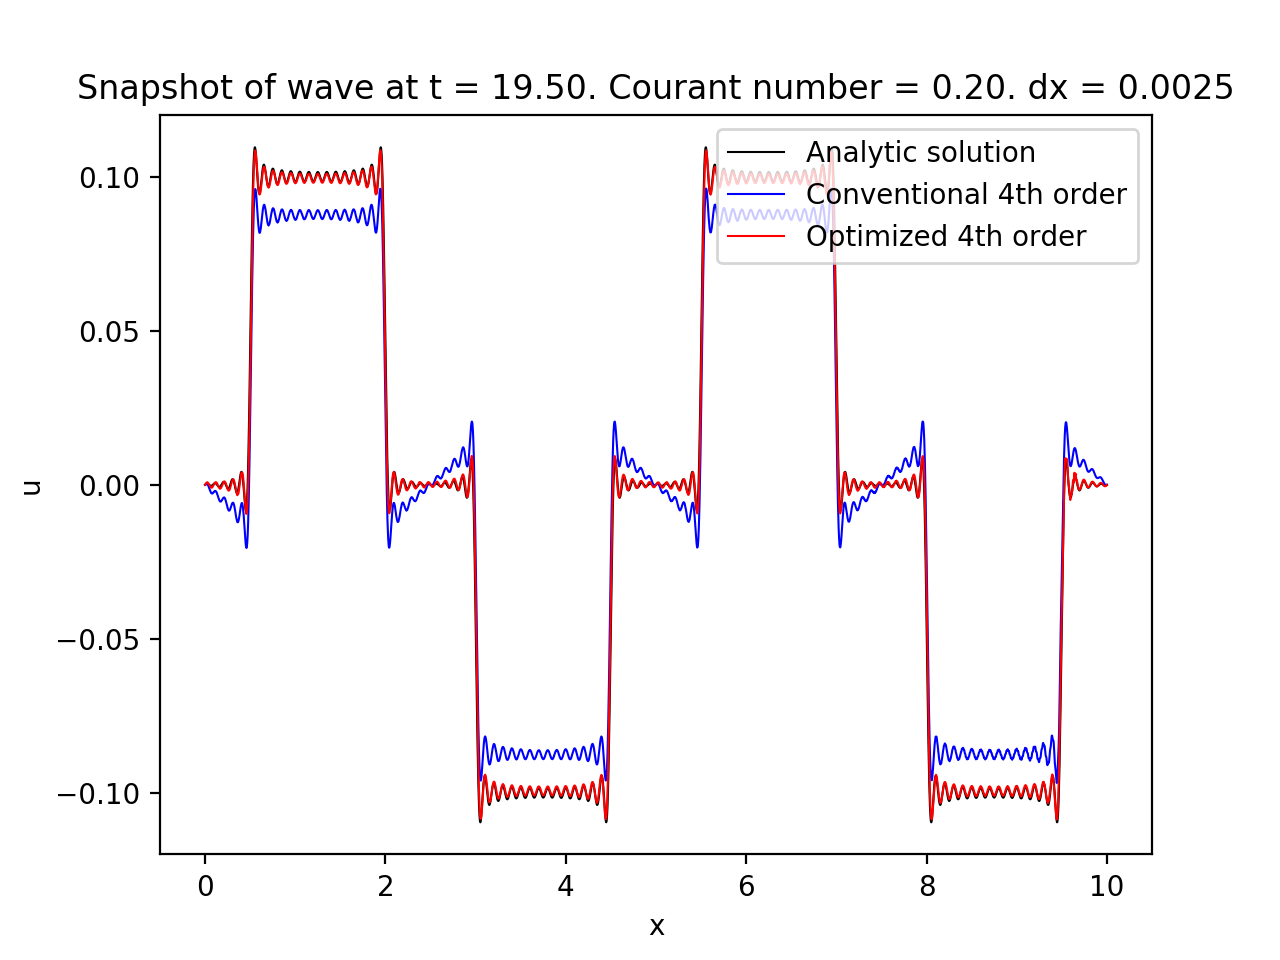 Snapshot of wave at t = 19.50. Courant number = 0.20. dx = 0.0025
Analytic solution
Conventional 4th order
Optimized 4th order
0.10
0.05
0.00
−0.05
−0.10
u
0 2 4 6 8 10
x